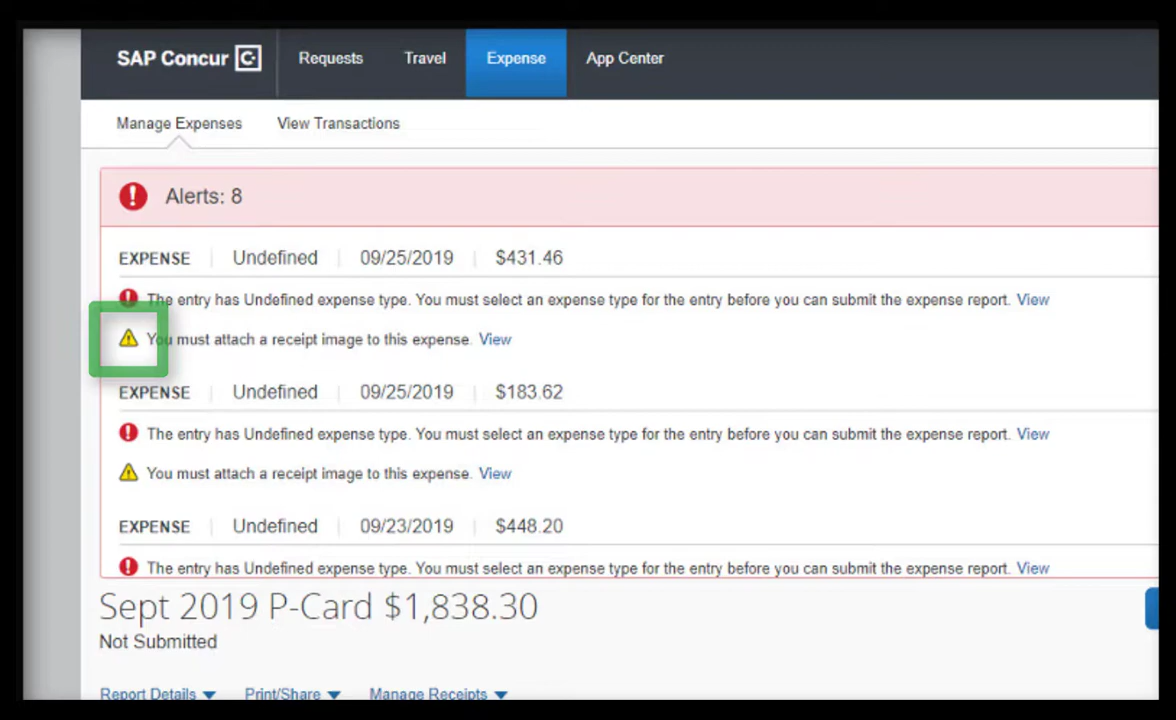 SAP Concur C Requests Travel Expense App Center
Manage Expenses View Transactions
Alerts: 8
EXPENSE Undefined 09/25/2019 $431.46
The entry has Undefined expense type. You must select an expense type for the entry before you can submit the expense report. View
You must attach a receipt image to this expense. View
EXPENSE Undefined 09/25/2019 $183.62
The entry has Undefined expense type. You must select an expense type for the entry before you can submit the expense report. View
You must attach a receipt image to this expense. View
EXPENSE Undefined 09/23/2019 $448.20
The entry has Undefined expense type. You must select an expense type for the entry before you can submit the expense report. View
Sept 2019 P-Card $1,838.30
Not Submitted
Report Details Print/Share Manage Receipts